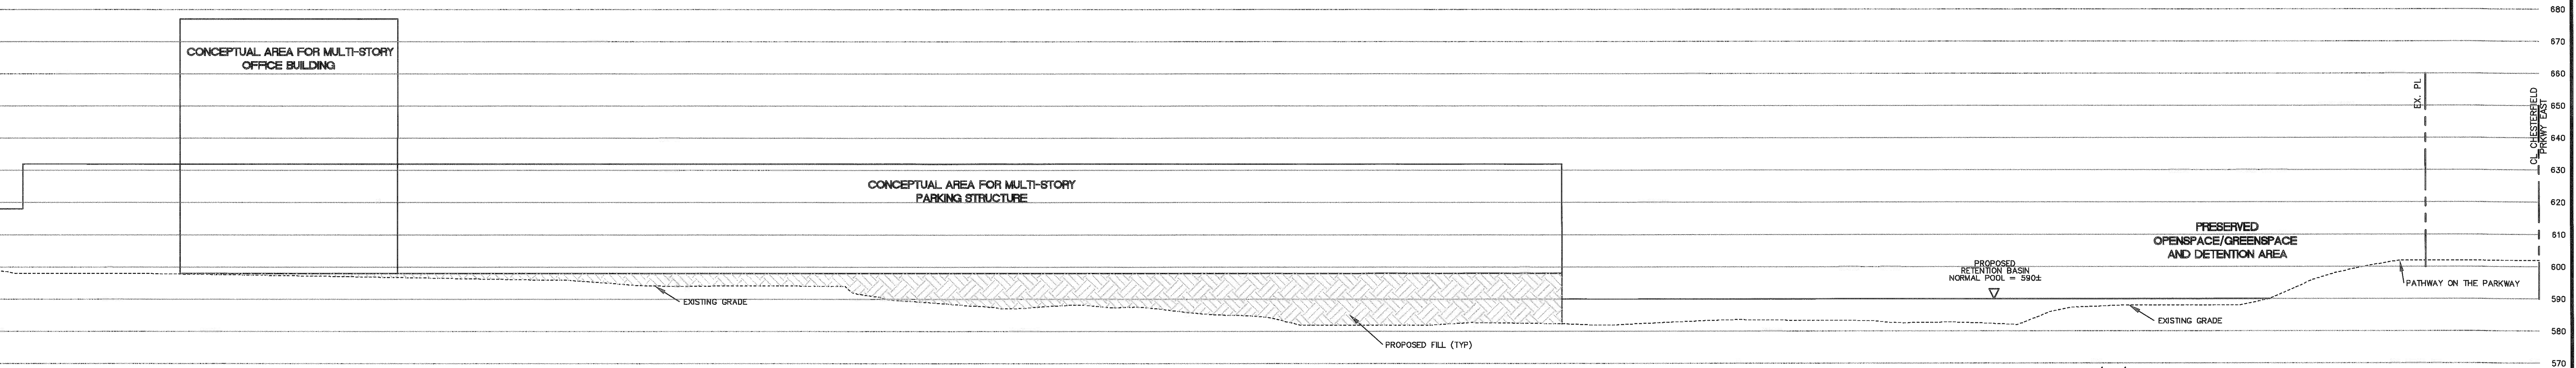 CONCEPTUAL AREA FOR MULTI-STORY
OFFICE BUILDING
CONCEPTUAL AREA FOR MULTI-STORY
PARKING STRUCTURE
EXISTING GRADE
PROPOSED FILL (TYP)
PROPOSED
RETENTION BASIN
NORMAL POOL = 590±
PRESERVED
OPENSPACE/GREENSPACE
AND DETENTION AREA
EXISTING GRADE
PATHWAY ON THE PARKWAY
EX. PL
CL CHESTERFIELD
PRKWY EAST
680
670
660
650
640
630
620
610
600
590
580
570